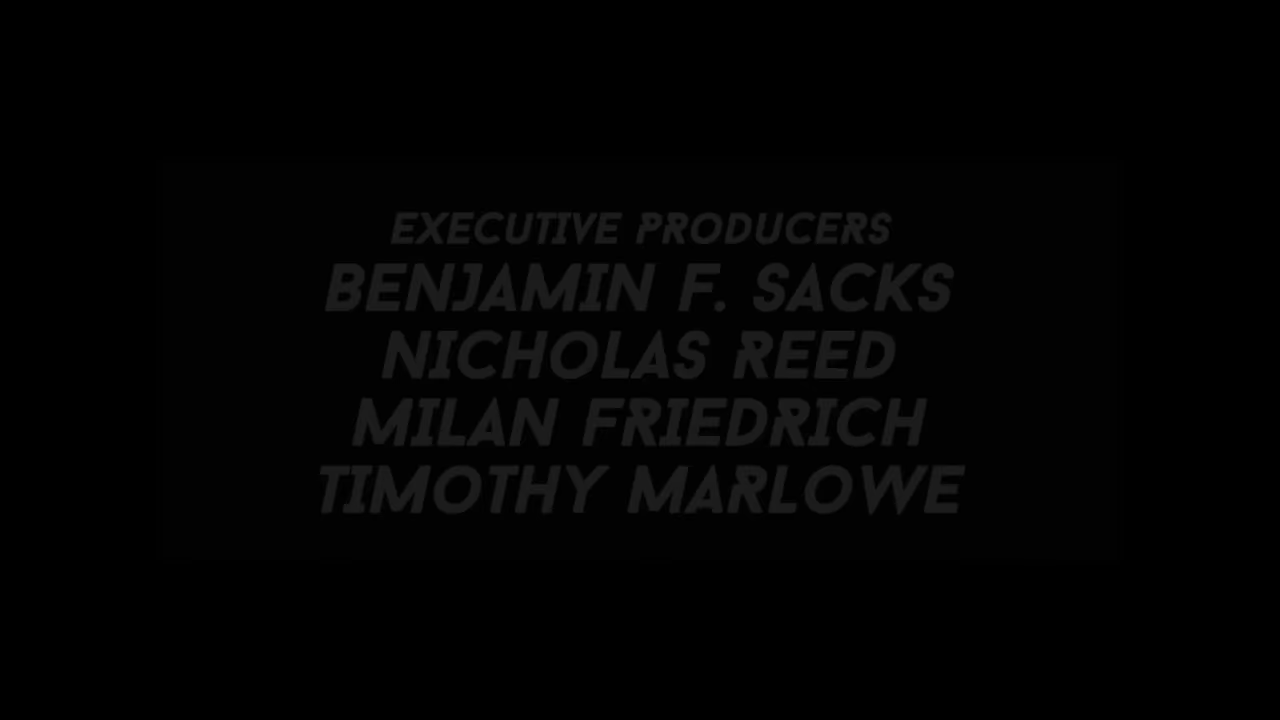 EXECUTIVE PRODUCERS
BENJAMIN F. SACKS
NICHOLAS REED
MILAN FRIEDRICH
TIMOTHY MARLOWE